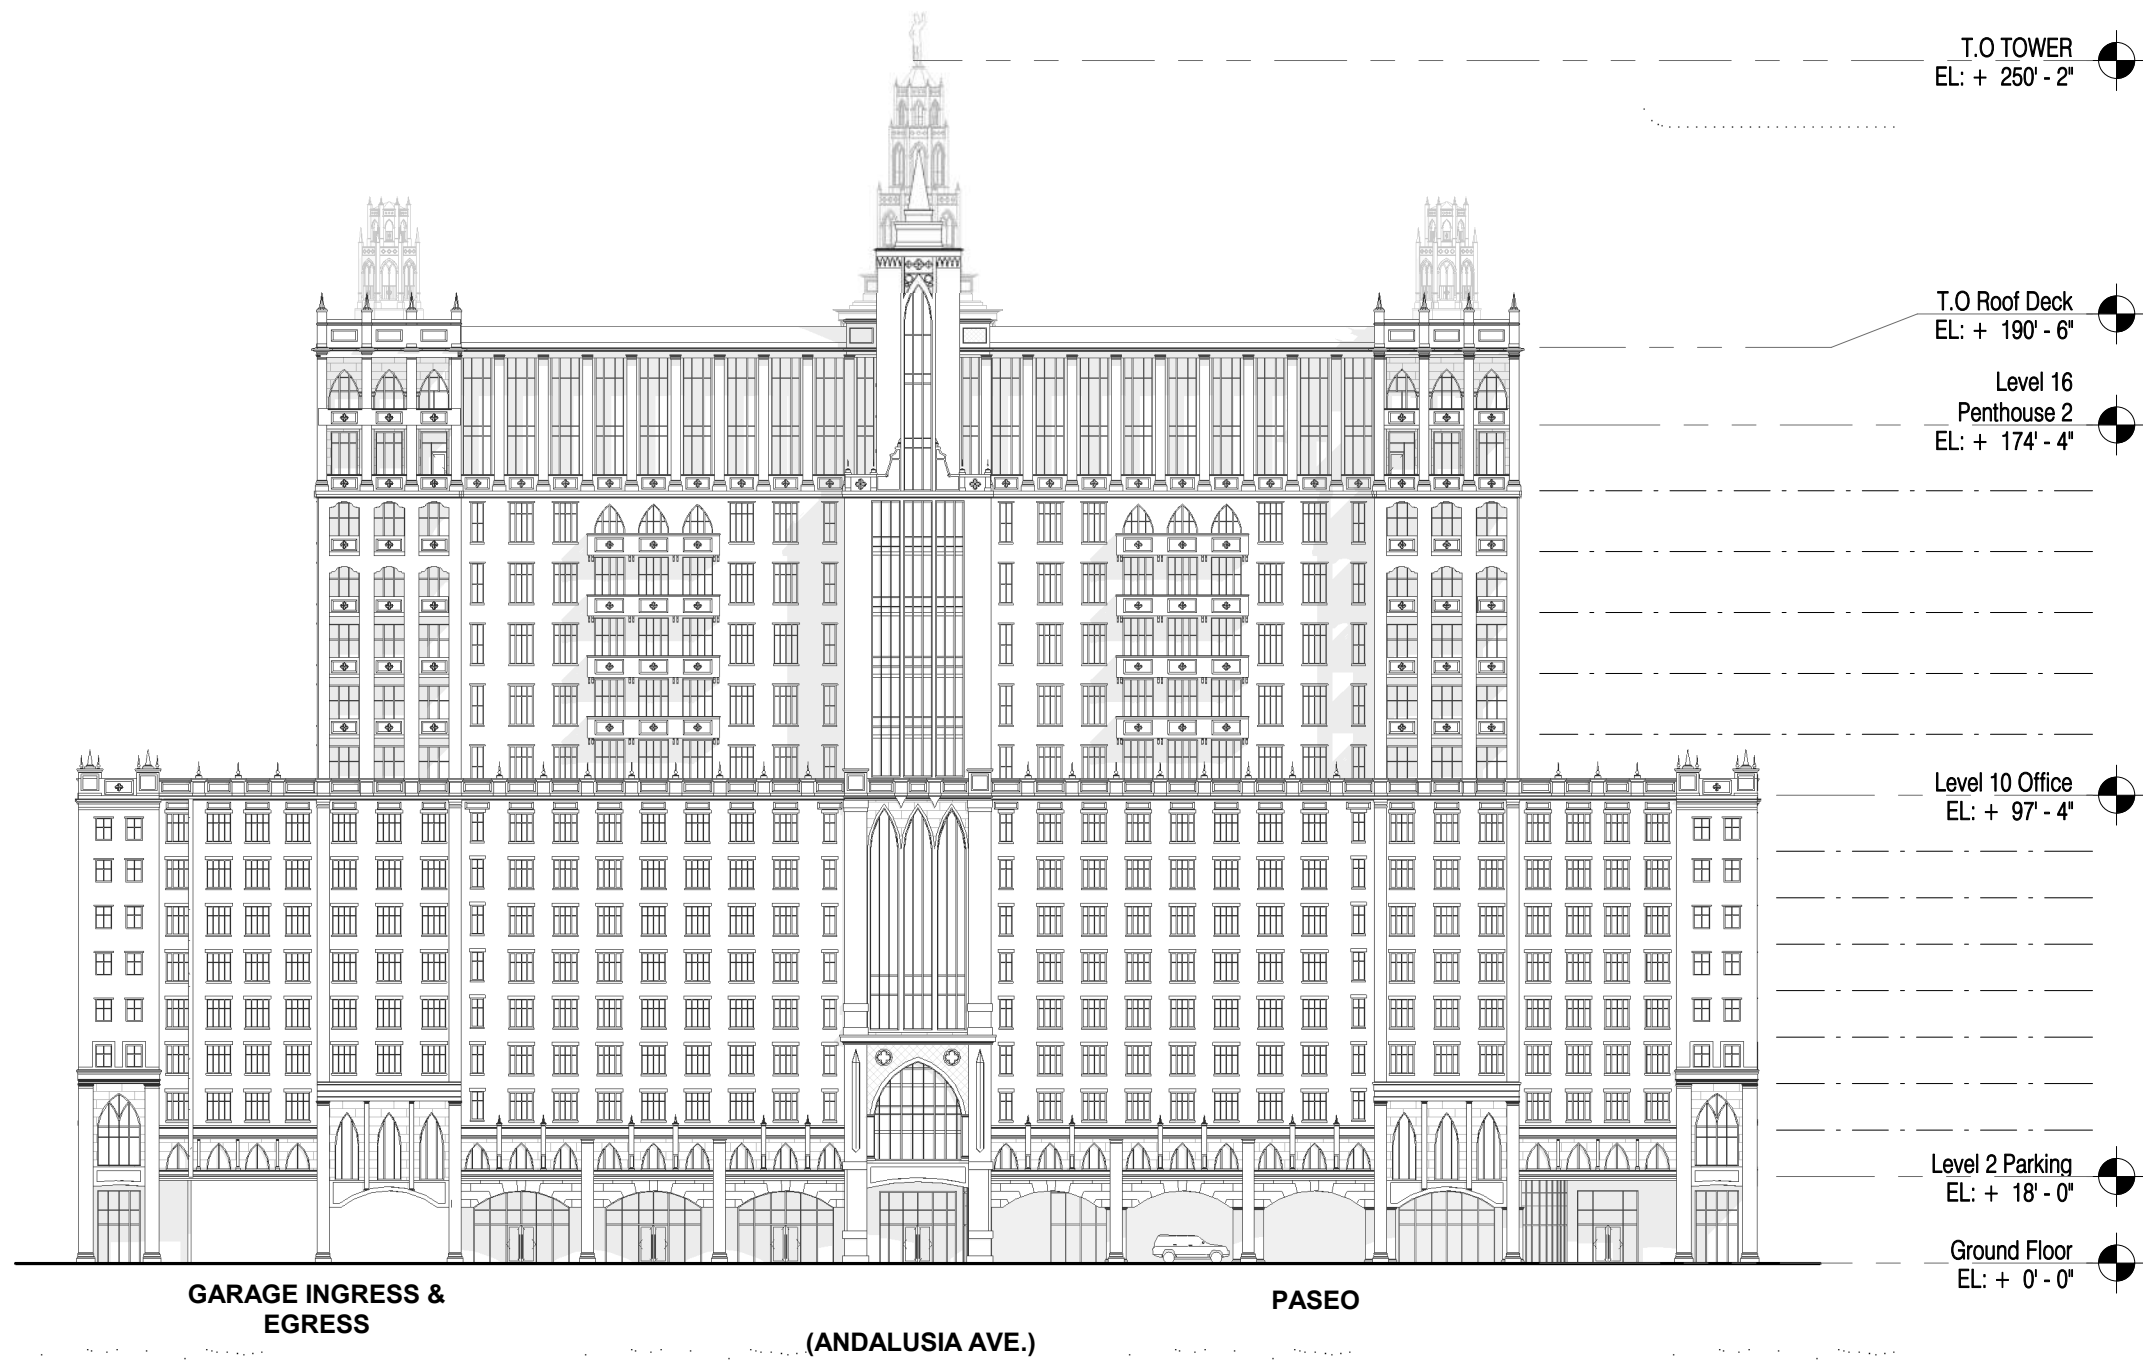 T.O TOWER
EL: + 250' - 2"
T.O Roof Deck
EL: + 190' - 6"
Level 16
Penthouse 2
EL: + 174' - 4"
Level 10 Office
EL: + 97' - 4"
Level 2 Parking
EL: + 18' - 0"
Ground Floor
EL: + 0' - 0"
GARAGE INGRESS &
EGRESS
PASEO
(ANDALUSIA AVE.)